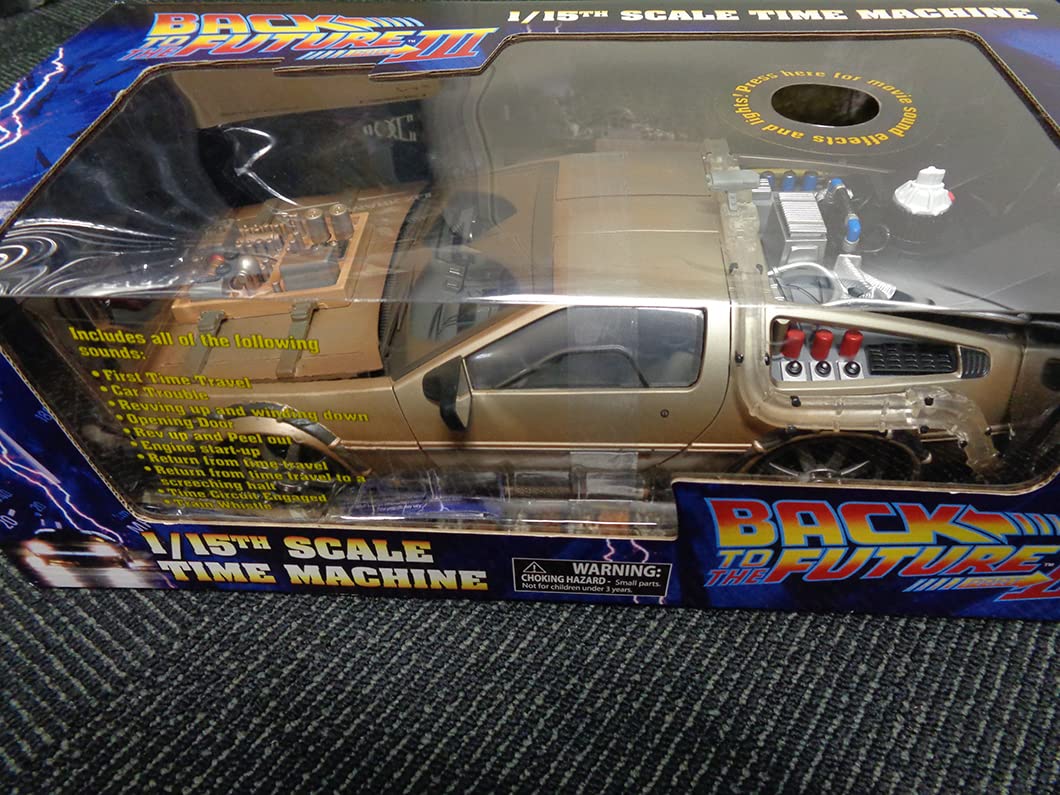 BACK TO THE FUTURE™ III
1/15TH SCALE TIME MACHINE
Press here for movie sound effects and lights!
Includes all of the following
sounds:
• First Time Travel
• Car Trouble
• Revving up and winding down
• Opening Door
• Rev up and Peel out
• Engine start-up
• Return from time travel
• Return from time travel to a
screeching halt
• Time Circuit Engaged
• Train Whistle
1/15TH SCALE
TIME MACHINE
⚠ WARNING:
CHOKING HAZARD - Small parts.
Not for children under 3 years.
BACK
TO
THE FUTURE™